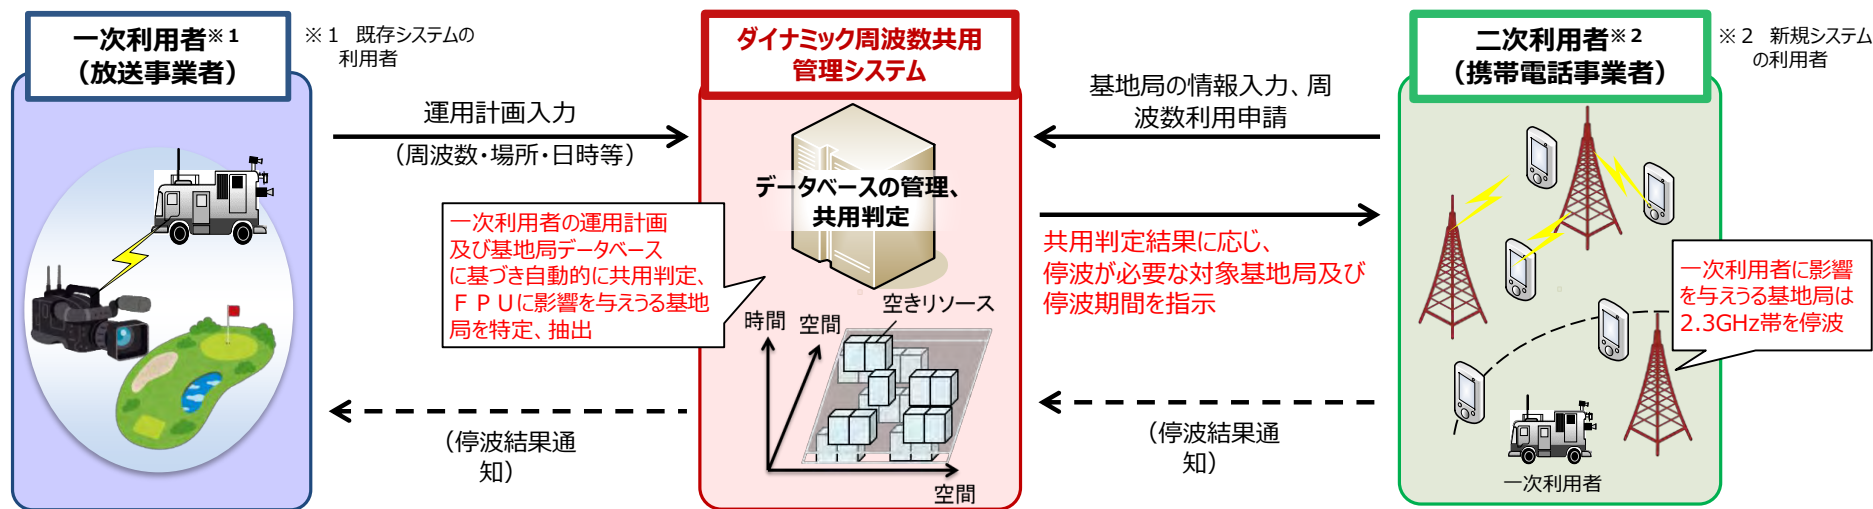 一次利用者※1
（放送事業者）
※1 既存システムの
利用者
運用計画入力
（周波数・場所・日時等）
一次利用者の運用計画
及び基地局データベース
に基づき自動的に共用判定、
ＦＰＵに影響を与えうる基地
局を特定、抽出
（停波結果通
知）
ダイナミック周波数共用
管理システム
データベースの管理、
共用判定
空きリソース
時間
空間
空間
基地局の情報入力、周
波数利用申請
共用判定結果に応じ、
停波が必要な対象基地局及び
停波期間を指示
（停波結果通
知）
二次利用者※2
（携帯電話事業者）
※2 新規システム
の利用者
一次利用者に影響
を与えうる基地局は
2.3GHz帯を停波
一次利用者